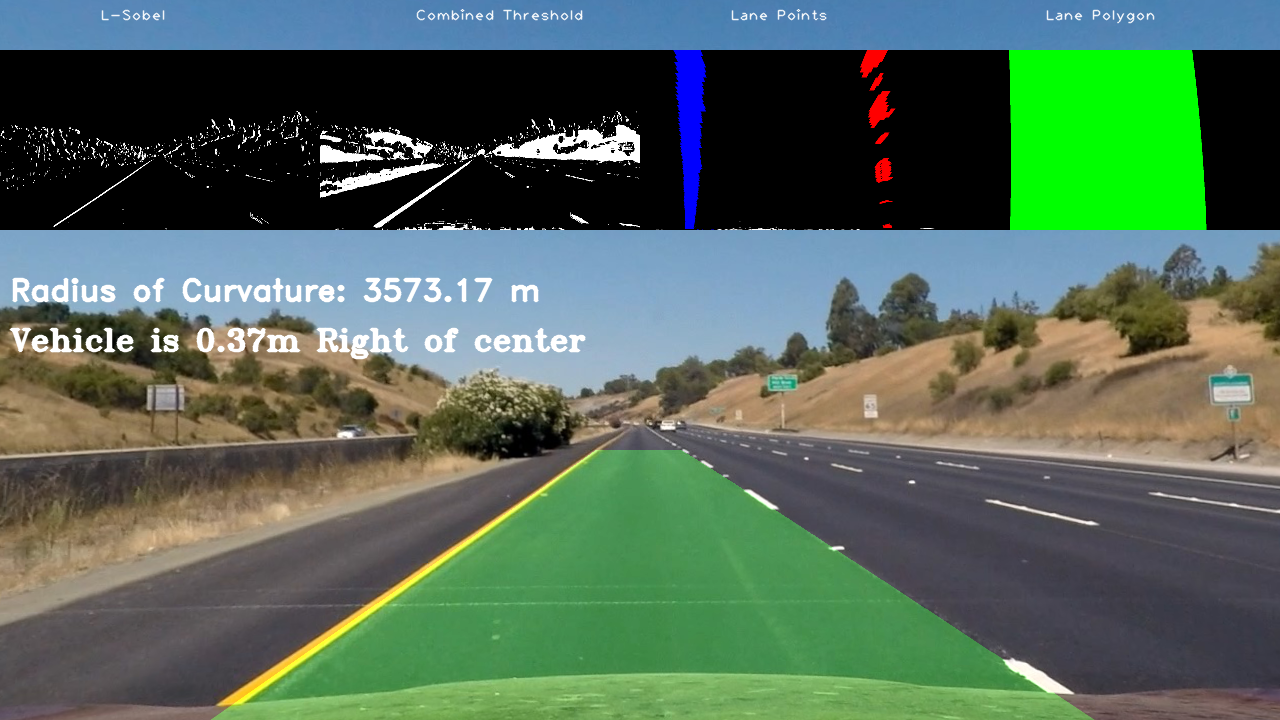 L-Sobel
Combined Threshold
Lane Points
Lane Polygon
Radius of Curvature: 3573.17 m
Vehicle is 0.37m Right of center